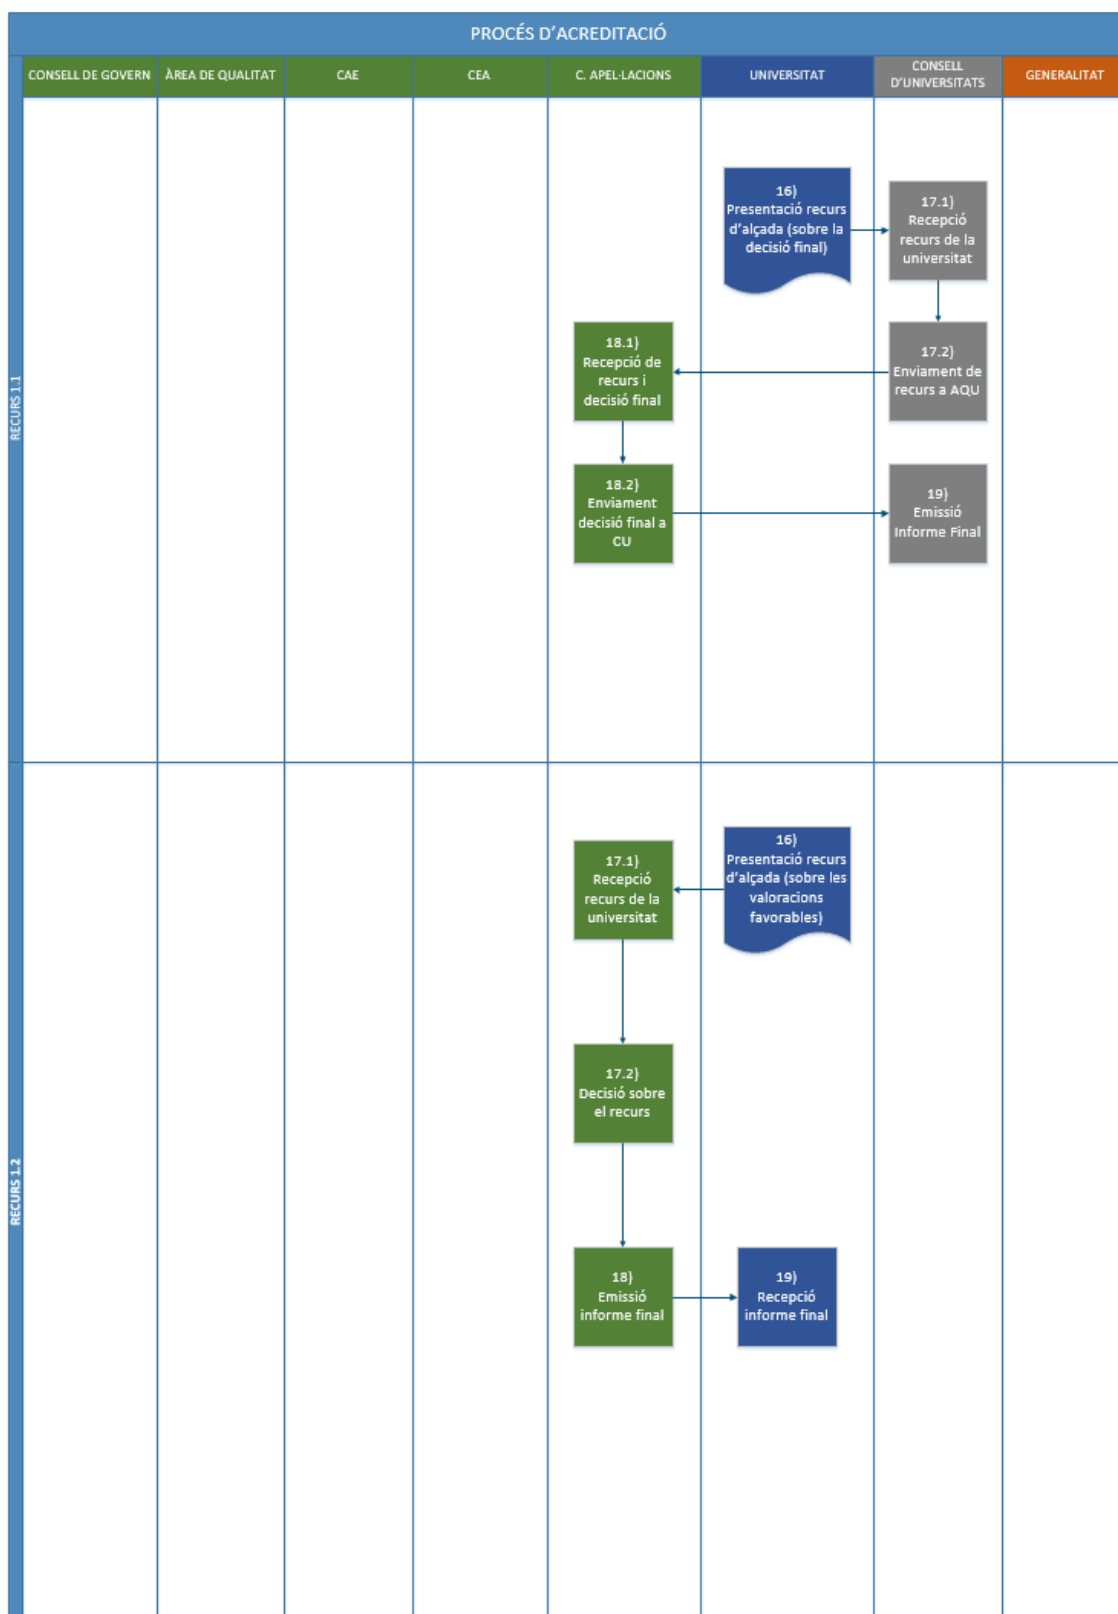 PROCÉS D'ACREDITACIÓ
CONSELL DE GOVERN
ÀREA DE QUALITAT
CAE
CEA
C. APEL·LACIONS
UNIVERSITAT
CONSELL
D'UNIVERSITATS
GENERALITAT
RECURS 1.1
16)
Presentació recurs
d'alçada (sobre la
decisió final)
17.1)
Recepció
recurs de la
universitat
18.1)
Recepció de
recurs i
decisió final
17.2)
Enviament de
recurs a AQU
18.2)
Enviament
decisió final a
CU
19)
Emissió
Informe Final
RECURS 1.2
17.1)
Recepció
recurs de la
universitat
16)
Presentació recurs
d'alçada (sobre les
valoracions
favorables)
17.2)
Decisió sobre
el recurs
18)
Emissió
informe final
19)
Recepció
informe final